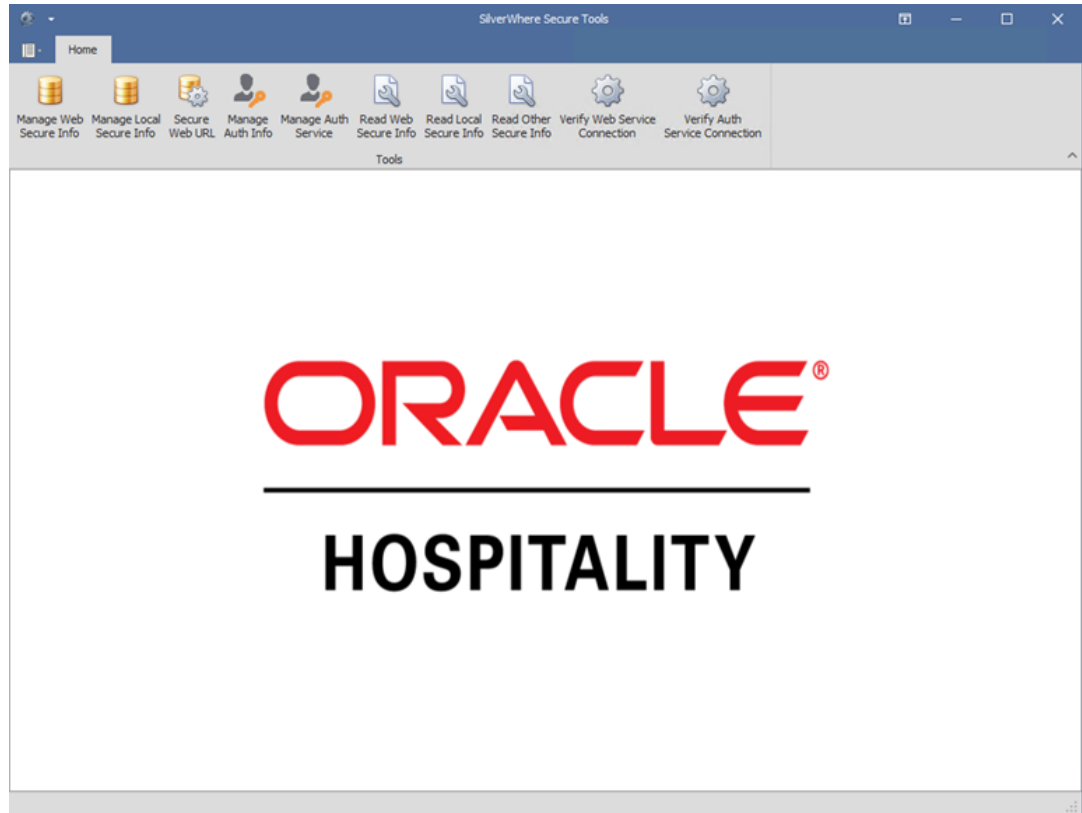 SilverWhere Secure Tools
Home
Manage Web Secure Info
Manage Local Secure Info
Secure Web URL
Manage Auth Info
Manage Auth Service
Read Web Secure Info
Read Local Secure Info
Read Other Secure Info
Verify Web Service Connection
Verify Auth Service Connection
Tools
ORACLE®
HOSPITALITY